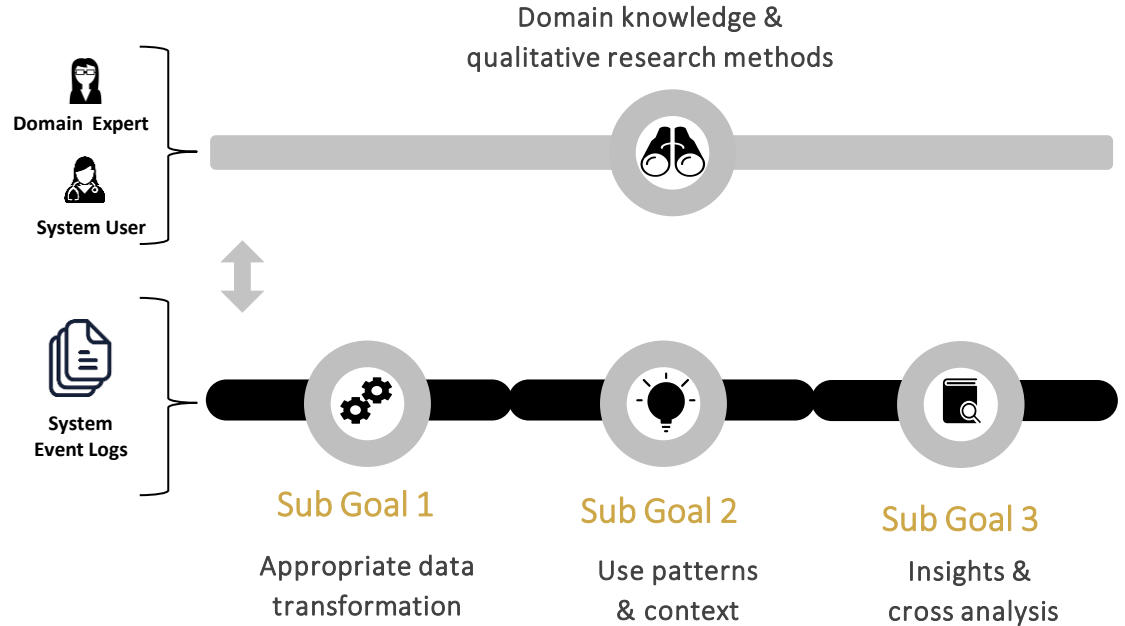 Domain knowledge &
qualitative research methods
Domain Expert
System User
System
Event Logs
Sub Goal 1
Appropriate data
transformation
Sub Goal 2
Use patterns
& context
Sub Goal 3
Insights &
cross analysis